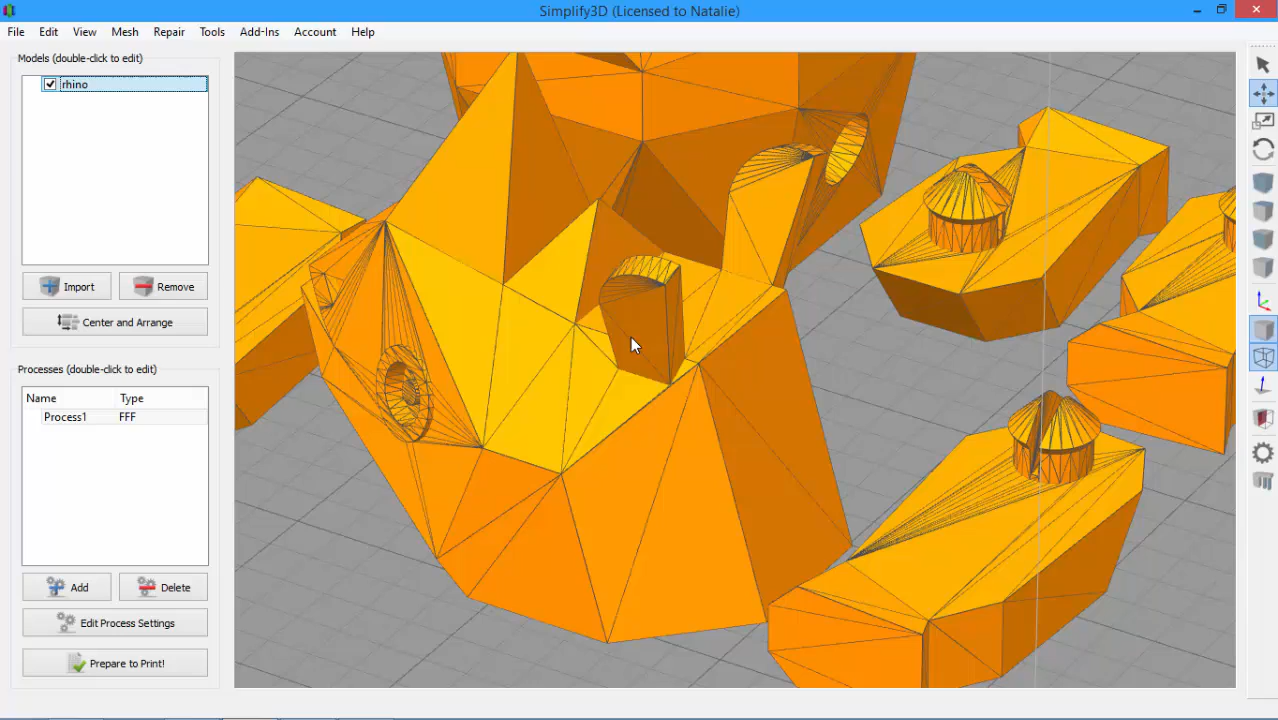 Simplify3D (Licensed to Natalie)
File Edit View Mesh Repair Tools Add-Ins Account Help
Models (double-click to edit)
rhino
Import Remove
Center and Arrange
Processes (double-click to edit)
Name Type
Process1 FFF
Add Delete
Edit Process Settings
Prepare to Print!